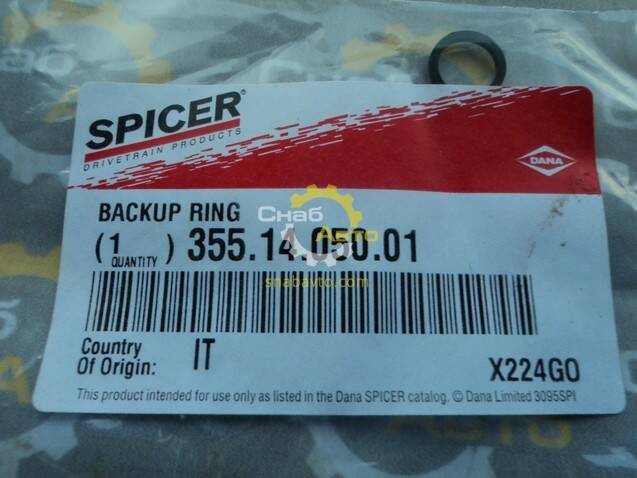 SPICER®
DRIVETRAIN PRODUCTS
DANA
BACKUP RING
(1) 355.14.050.01
QUANTITY
Снаб
Авто
snabavto.com
Country
Of Origin: IT
X224GO
This product intended for use only as listed in the Dana SPICER catalog. © Dana Limited 3095SPI